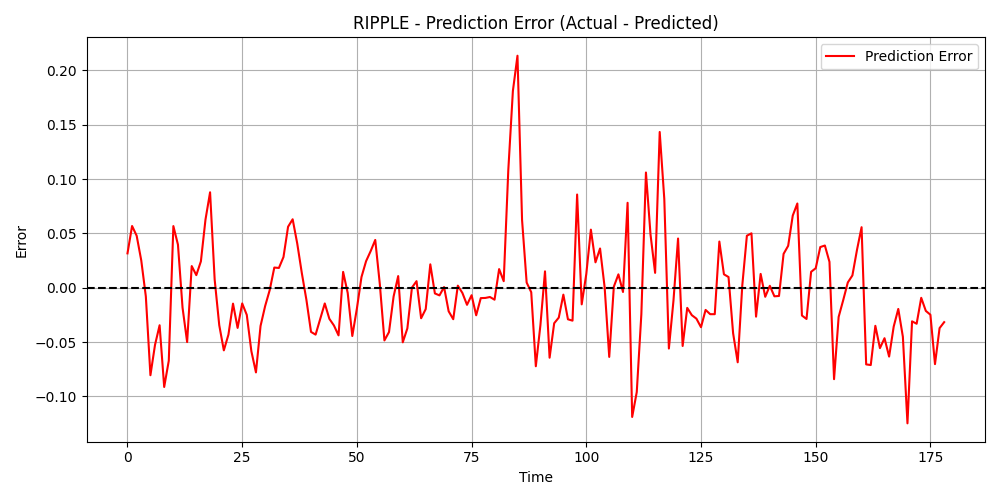 RIPPLE - Prediction Error (Actual - Predicted)
Prediction Error
Error
0.20
0.15
0.10
0.05
0.00
−0.05
−0.10
0 25 50 75 100 125 150 175
Time